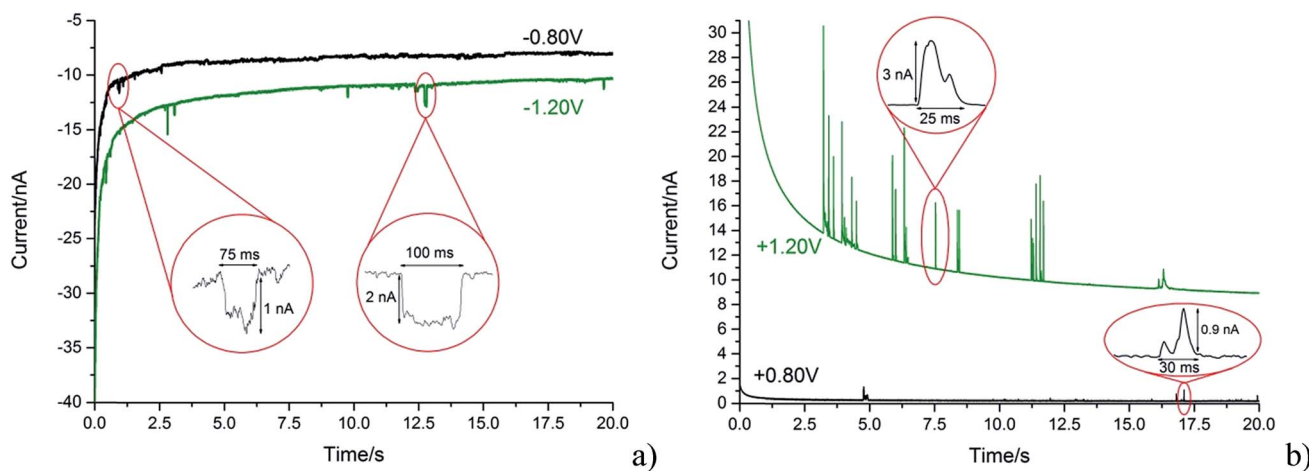 -5
-10
-15
-20
-25
-30
-35
-40
Current/nA
0.0 2.5 5.0 7.5 10.0 12.5 15.0 17.5 20.0
Time/s
-0.80V
-1.20V
75 ms
1 nA
100 ms
2 nA
a)
30
28
26
24
22
20
18
16
14
12
10
8
6
4
2
0
Current/nA
0.0 2.5 5.0 7.5 10.0 12.5 15.0 17.5 20.0
Time/s
3 nA
25 ms
+1.20V
0.9 nA
30 ms
+0.80V
b)